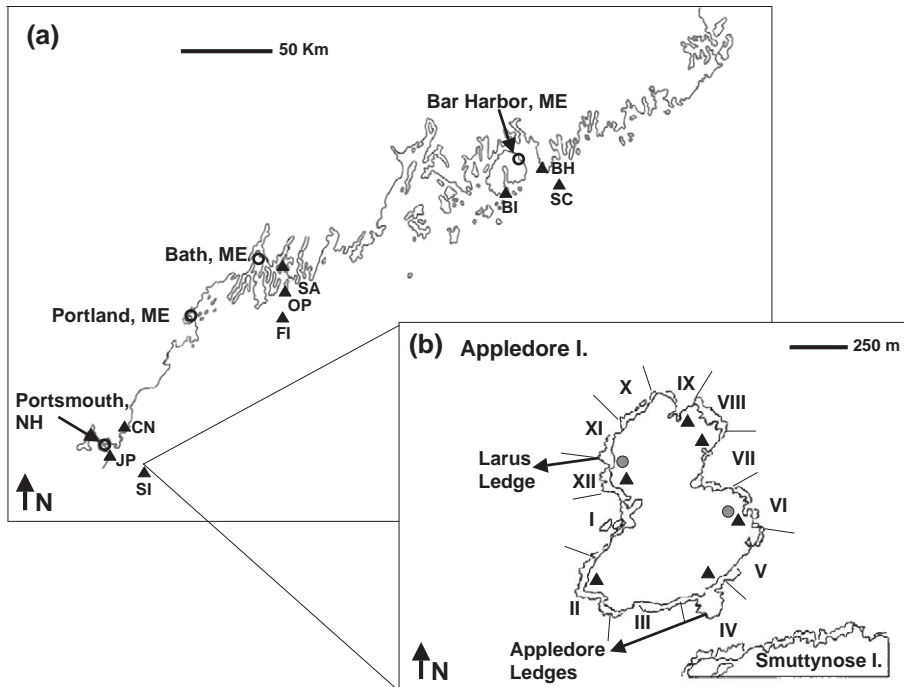 (a)
50 Km
Bar Harbor, ME
BH
SC
BI
Bath, ME
SA
OP
FI
Portland, ME
Portsmouth,
NH
CN
JP
SI
N
(b) Appledore I.
250 m
X
IX
VIII
XI
Larus
Ledge
VII
XII
VI
I
V
II
III
IV
Appledore
Ledges
N
Smuttynose I.